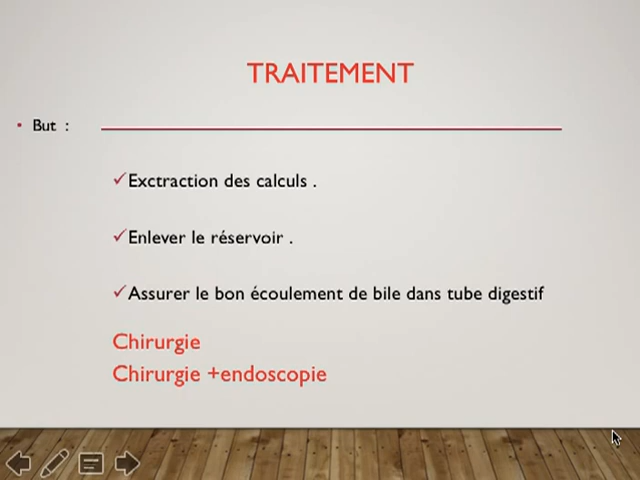 TRAITEMENT
• But :
✓Exctraction des calculs .
✓Enlever le réservoir .
✓Assurer le bon écoulement de bile dans tube digestif
Chirurgie
Chirurgie +endoscopie